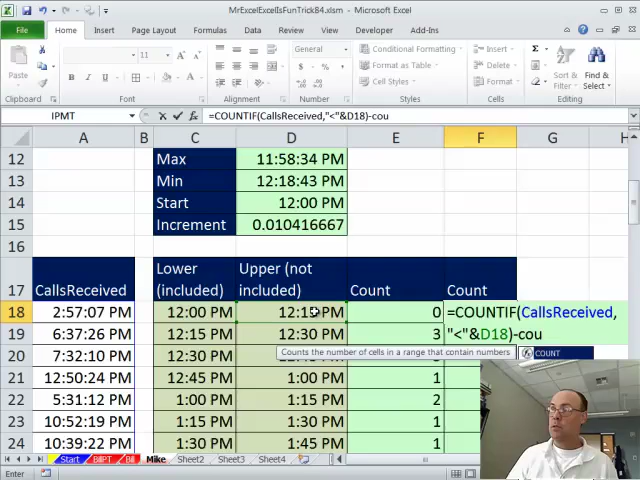 MrExcelExcelIsFunTrick84.xlsm - Microsoft Excel
File Home Insert Page Layout Formulas Data Review View Developer Add-Ins
Paste
11
General
Conditional Formatting
Format as Table
Cell Styles
Insert
Delete
Format
Sort & Filter
Find & Select
Clipboard Font Alignment Number Styles Cells Editing
IPMT =COUNTIF(CallsReceived,"<"&D18)-cou
A B C D E F G H
12 Max 11:58:34 PM
13 Min 12:18:43 PM
14 Start 12:00 PM
15 Increment 0.010416667
16
17 CallsReceived Lower (included) Upper (not included) Count Count
18 2:57:07 PM 12:00 PM 12:15 PM 0 =COUNTIF(CallsReceived,
19 6:37:26 PM 12:15 PM 12:30 PM 3 "<"&D18)-cou
Counts the number of cells in a range that contain numbers COUNT
20 7:32:10 PM 12:30 PM
21 12:50:24 PM 12:45 PM 1:00 PM 1
22 5:31:12 PM 1:00 PM 1:15 PM 2
23 10:52:19 PM 1:15 PM 1:30 PM 1
24 10:39:22 PM 1:30 PM 1:45 PM 1
Start BillPT Bill Mike Sheet2 Sheet3 Sheet4
Enter